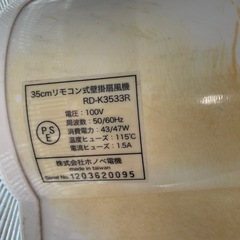 35cmリモコン式壁掛扇風機
RD-K3533R
電圧：100V
周波数：50/60Hz
消費電力：43/47W
温度ヒューズ：115℃
電流ヒューズ：1.5A
PSE
株式会社ホノベ電機
made in taiwan
Serial No. 1203620095